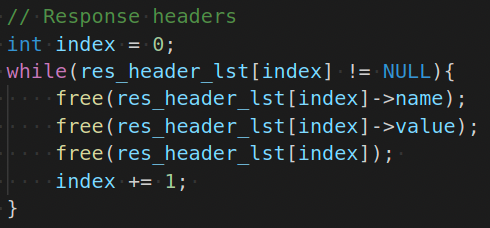 // Response headers
int index = 0;
while(res_header_lst[index] != NULL){
    free(res_header_lst[index]->name);
    free(res_header_lst[index]->value);
    free(res_header_lst[index]);
    index += 1;
}